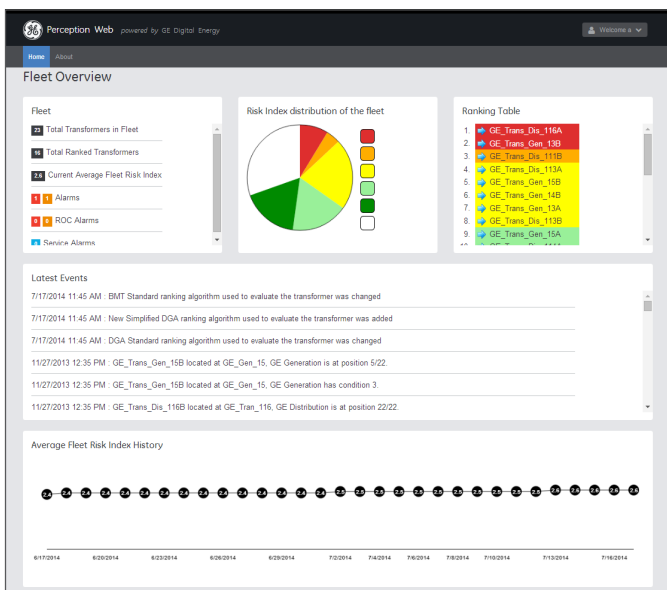 Perception Web powered by GE Digital Energy
Welcome a
Home About
Fleet Overview
Fleet
23 Total Transformers in Fleet
16 Total Ranked Transformers
2.6 Current Average Fleet Risk Index
1 1 Alarms
0 0 ROC Alarms
Service Alarms
Risk Index distribution of the fleet
Ranking Table
1. GE_Trans_Dis_116A
2. GE_Trans_Gen_13B
3. GE_Trans_Dis_111B
4. GE_Trans_Dis_113A
5. GE_Trans_Gen_15B
6. GE_Trans_Gen_14B
7. GE_Trans_Gen_13A
8. GE_Trans_Dis_113B
9. GE_Trans_Gen_15A
Latest Events
7/17/2014 11:45 AM : BMT Standard ranking algorithm used to evaluate the transformer was changed
7/17/2014 11:45 AM : New Simplified DGA ranking algorithm used to evaluate the transformer was added
7/17/2014 11:45 AM : DGA Standard ranking algorithm used to evaluate the transformer was changed
11/27/2013 12:35 PM : GE_Trans_Gen_15B located at GE_Gen_15, GE Generation is at position 5/22.
11/27/2013 12:35 PM : GE_Trans_Gen_15B located at GE_Gen_15, GE Generation has condition 3.
11/27/2013 12:35 PM : GE_Trans_Dis_116B located at GE_Tran_116, GE Distribution is at position 22/22.
Average Fleet Risk Index History
2.4 2.4 2.4 2.4 2.4 2.4 2.4 2.4 2.4 2.4 2.4 2.4 2.4 2.4 2.4 2.5 2.5 2.5 2.5 2.5 2.5 2.5 2.5 2.5 2.5 2.5 2.6 2.6 2.6 2.6 2.6
6/17/2014 6/20/2014 6/23/2014 6/26/2014 6/29/2014 7/2/2014 7/4/2014 7/6/2014 7/8/2014 7/10/2014 7/13/2014 7/16/2014